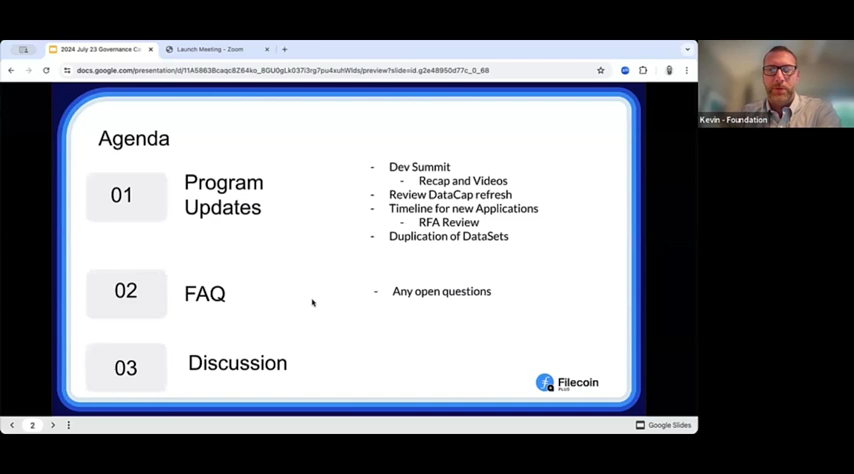 2024 July 23 Governance Ca
Launch Meeting - Zoom
docs.google.com/presentation/d/11A5863Bcaqc8Z64ko_8GU0gLk037i3rg7pu4xuhWlds/preview?slide=id.g2e48950d77c_0_68
Kevin - Foundation
Agenda
01
Program
Updates
- Dev Summit
- Recap and Videos
- Review DataCap refresh
- Timeline for new Applications
- RFA Review
- Duplication of DataSets
02
FAQ
- Any open questions
03
Discussion
Filecoin
PLUS
2
Google Slides